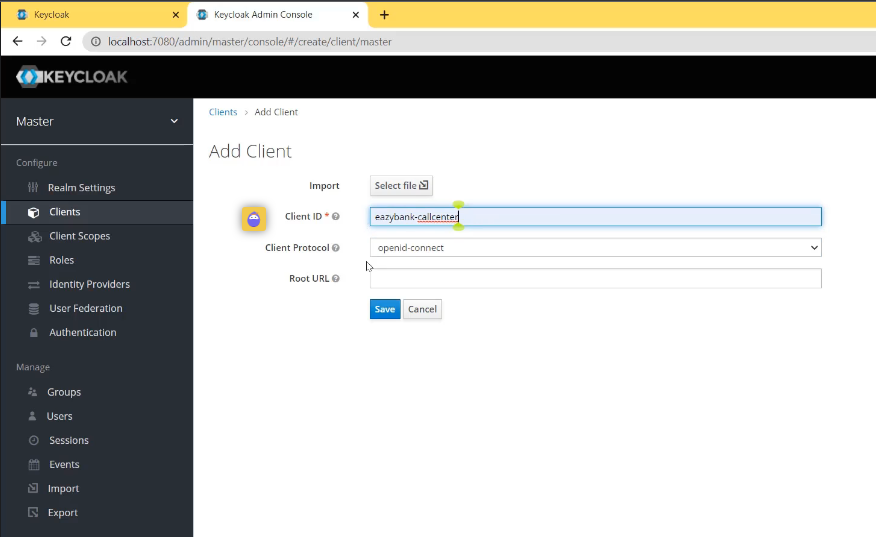 Keycloak
Keycloak Admin Console
localhost:7080/admin/master/console/#/create/client/master
KEYCLOAK
Master
Configure
Realm Settings
Clients
Client Scopes
Roles
Identity Providers
User Federation
Authentication
Manage
Groups
Users
Sessions
Events
Import
Export
Clients > Add Client
Add Client
Import Select file
Client ID * eazybank-callcenter
Client Protocol openid-connect
Root URL
Save Cancel